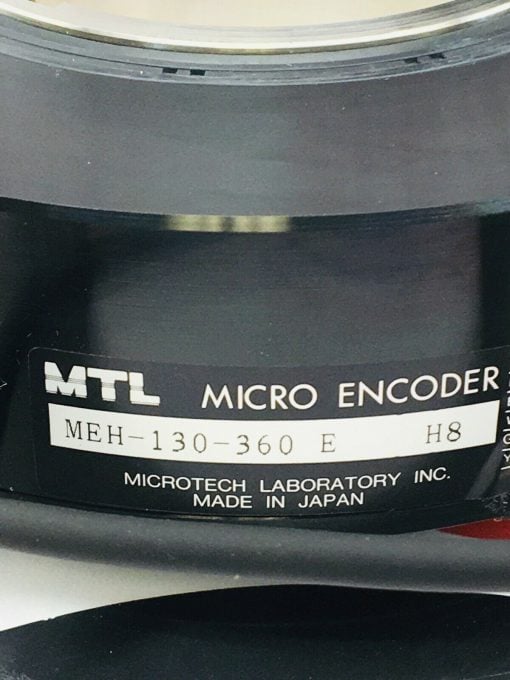 MTL MICRO ENCODER
MEH-130-360 E H8
MICROTECH LABORATORY INC.
MADE IN JAPAN